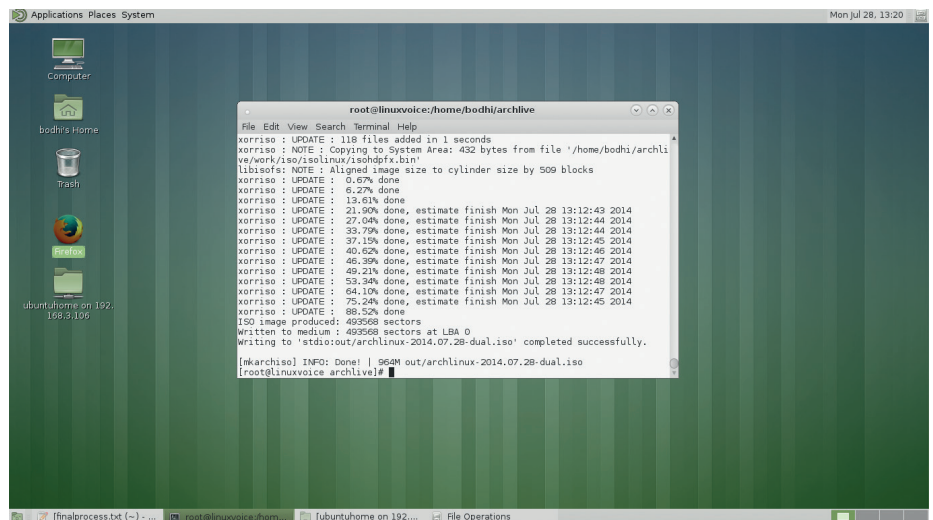 Applications Places System
Mon Jul 28, 13:20
Computer
bodhi's Home
Trash
Firefox
ubuntuhome on 192.
168.3.106
root@linuxvoice:/home/bodhi/archlive
File Edit View Search Terminal Help
xorriso : UPDATE : 118 files added in 1 seconds
xorriso : NOTE : Copying to System Area: 432 bytes from file '/home/bodhi/archli
ve/work/iso/isolinux/isohdpfx.bin'
libisofs: NOTE : Aligned image size to cylinder size by 509 blocks
xorriso : UPDATE :  0.67% done
xorriso : UPDATE :  6.27% done
xorriso : UPDATE :  13.61% done
xorriso : UPDATE :  21.90% done, estimate finish Mon Jul 28 13:12:43 2014
xorriso : UPDATE :  27.04% done, estimate finish Mon Jul 28 13:12:44 2014
xorriso : UPDATE :  33.79% done, estimate finish Mon Jul 28 13:12:44 2014
xorriso : UPDATE :  37.15% done, estimate finish Mon Jul 28 13:12:45 2014
xorriso : UPDATE :  40.62% done, estimate finish Mon Jul 28 13:12:46 2014
xorriso : UPDATE :  46.39% done, estimate finish Mon Jul 28 13:12:47 2014
xorriso : UPDATE :  49.21% done, estimate finish Mon Jul 28 13:12:48 2014
xorriso : UPDATE :  53.34% done, estimate finish Mon Jul 28 13:12:48 2014
xorriso : UPDATE :  64.10% done, estimate finish Mon Jul 28 13:12:47 2014
xorriso : UPDATE :  75.24% done, estimate finish Mon Jul 28 13:12:45 2014
xorriso : UPDATE :  88.52% done
ISO image produced: 493568 sectors
Written to medium : 493568 sectors at LBA 0
Writing to 'stdio:out/archlinux-2014.07.28-dual.iso' completed successfully.
[mkarchiso] INFO: Done! | 964M out/archlinux-2014.07.28-dual.iso
[root@linuxvoice archlive]#
[finalprocess.txt (~) - ...
root@linuxvoice:/hom...
[ubuntuhome on 192....
File Operations